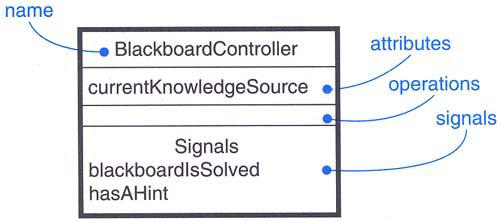 name
BlackboardController
attributes
currentKnowledgeSource
operations
signals
Signals
blackboardIsSolved
hasAHint